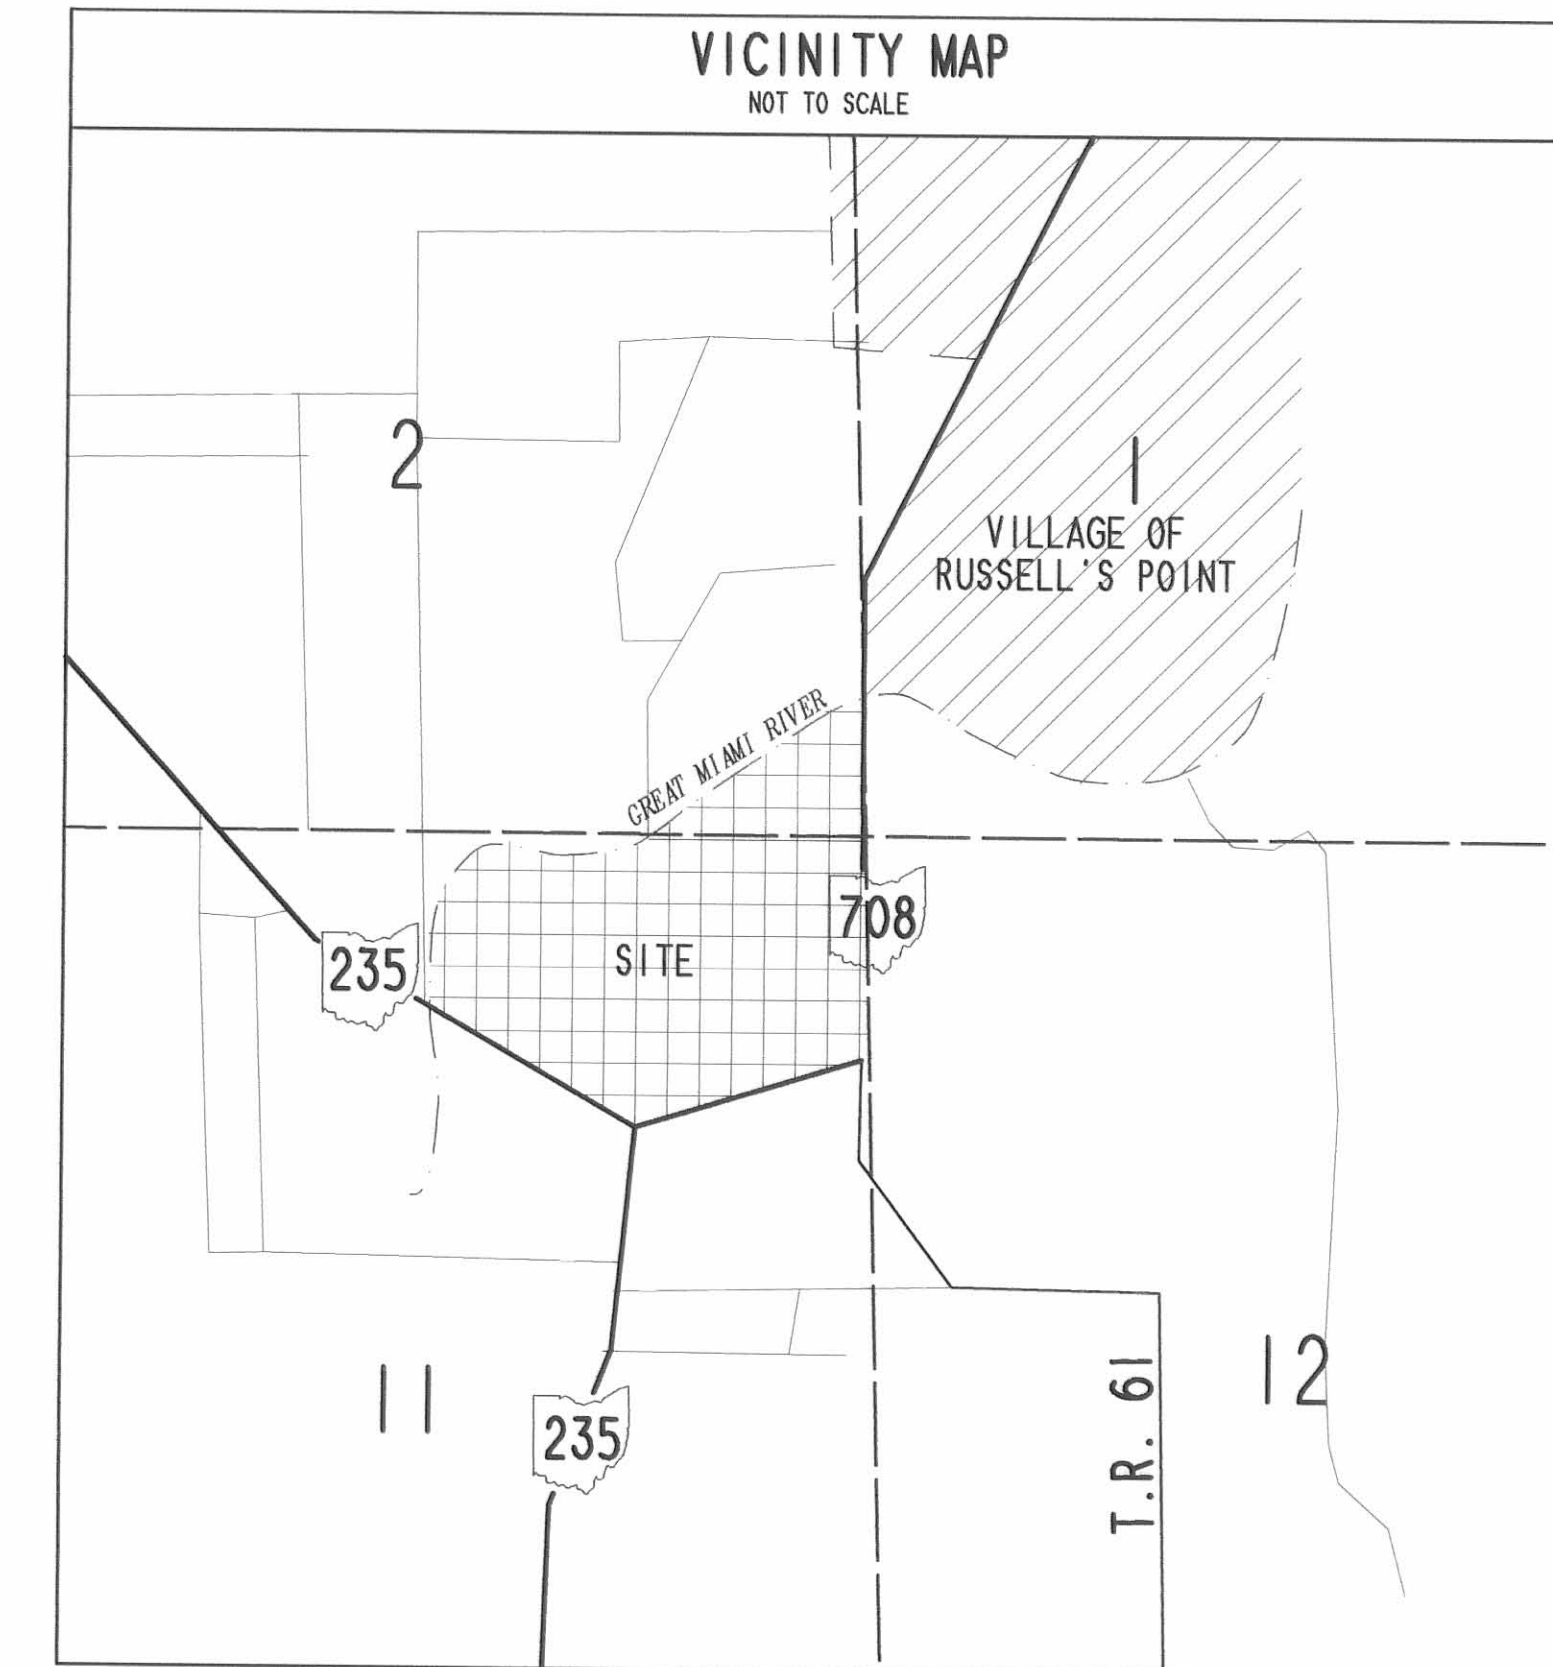 VICINITY MAP
NOT TO SCALE
2
1
VILLAGE OF
RUSSELL'S POINT
GREAT MIAMI RIVER
708
235
SITE
11
12
235
T.R. 61